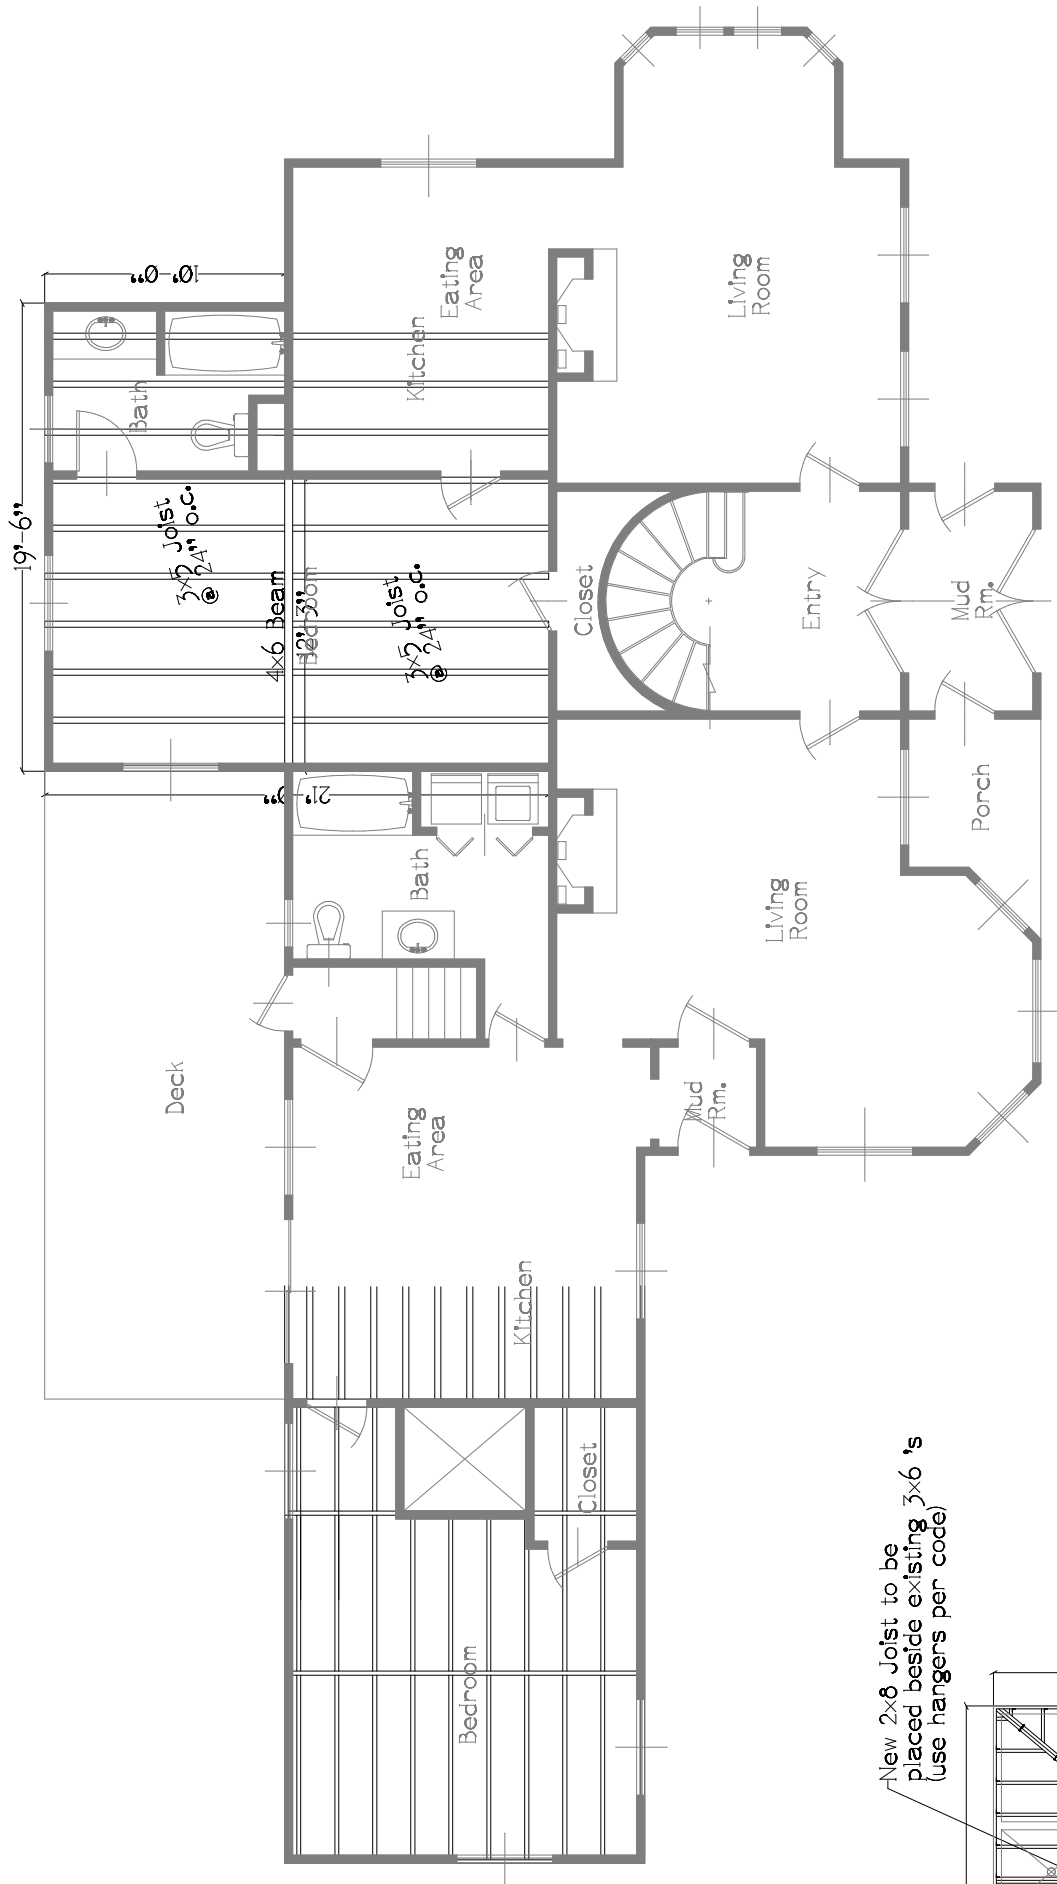 19'-6"
10'-0"
Bath
3x5 Joist
@ 24" o.c.
4x6 Beam
Bedroom
12'-3"
3x5 Joist
@ 24" o.c.
Kitchen
Eating
Area
Living
Room
Closet
Entry
Mud
Rm.
Porch
21'-0"
Bath
Living
Room
Deck
Eating
Area
Mud
Rm.
Kitchen
Closet
Bedroom
New 2x8 Joist to be
placed beside existing 3x6 's
(use hangers per code)